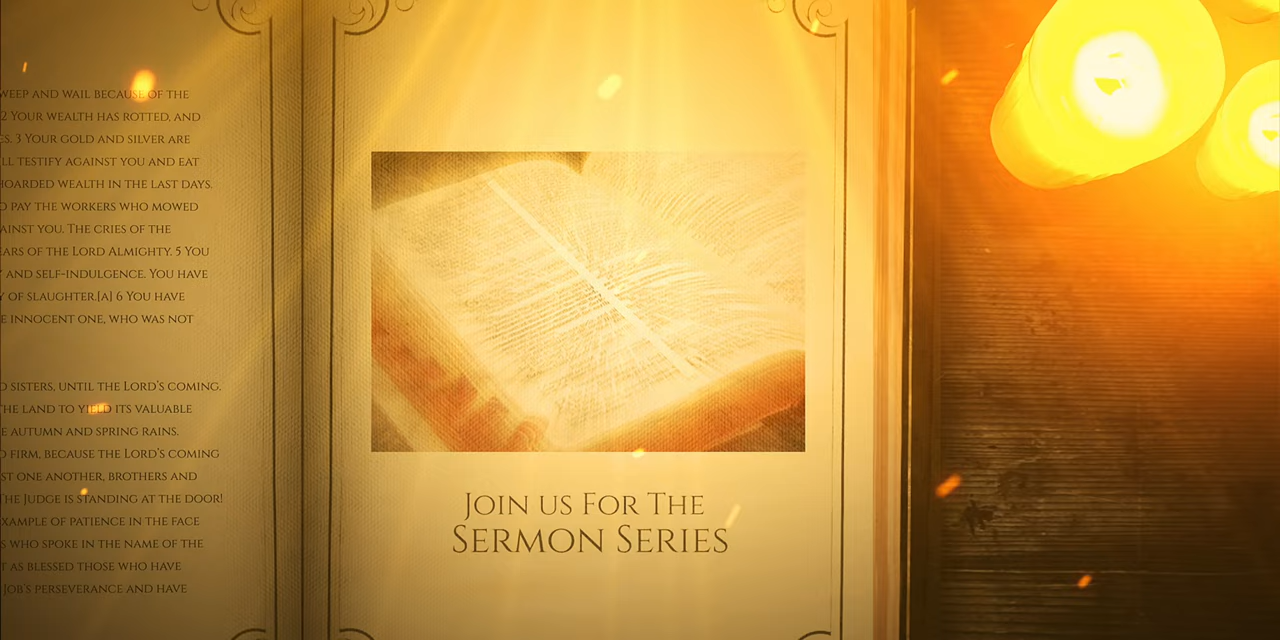 WEEP AND WAIL BECAUSE OF THE
2 YOUR WEALTH HAS ROTTED, AND
3 YOUR GOLD AND SILVER ARE
TESTIFY AGAINST YOU AND EAT
HOARDED WEALTH IN THE LAST DAYS.
PAY THE WORKERS WHO MOWED
YOU. THE CRIES OF THE
EARS OF THE LORD ALMIGHTY. 5 YOU
AND SELF-INDULGENCE. YOU HAVE
OF SLAUGHTER.[A] 6 YOU HAVE
INNOCENT ONE, WHO WAS NOT
SISTERS, UNTIL THE LORD'S COMING.
THE LAND TO YIELD ITS VALUABLE
AUTUMN AND SPRING RAINS.
FIRM, BECAUSE THE LORD'S COMING
ONE ANOTHER, BROTHERS AND
THE JUDGE IS STANDING AT THE DOOR!
OF PATIENCE IN THE FACE
WHO SPOKE IN THE NAME OF THE
AS BLESSED THOSE WHO HAVE
JOB'S PERSEVERANCE AND HAVE
JOIN US FOR THE
SERMON SERIES